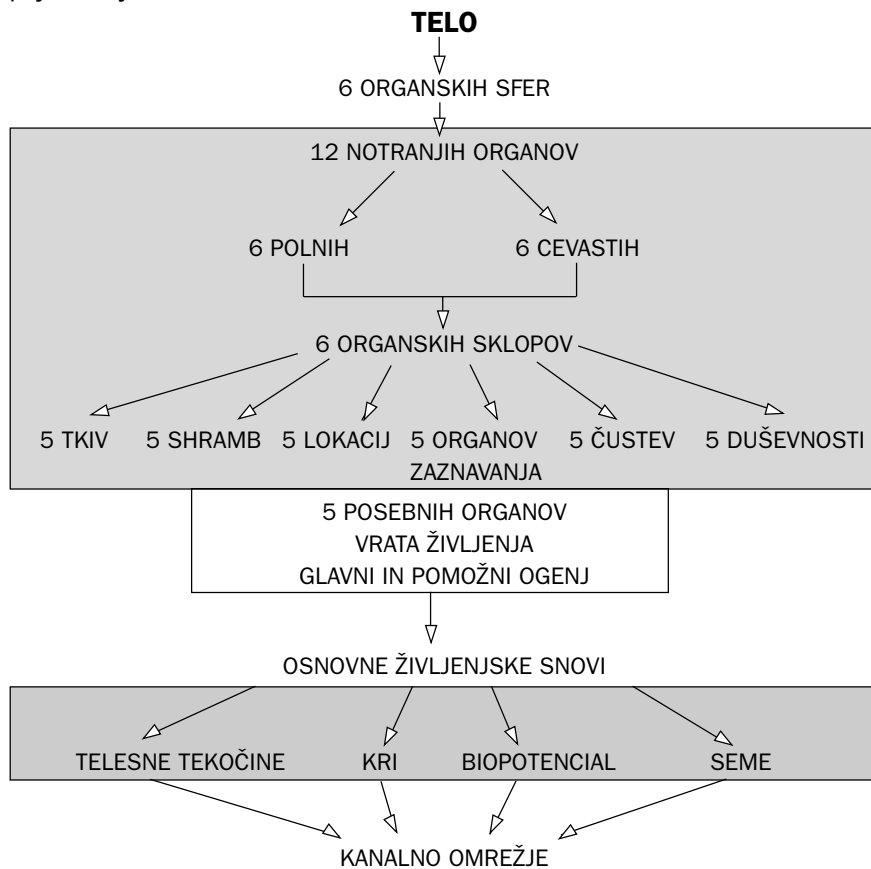 TELO
6 ORGANSKIH SFER
12 NOTRANJIH ORGANOV
6 POLNIH 6 CEVASTIH
6 ORGANSKIH SKLOPOV
5 TKIV 5 SHRAMB 5 LOKACIJ 5 ORGANOV 5 ČUSTEV 5 DUŠEVNOSTI
ZAZNAVANJA
5 POSEBNIH ORGANOV
VRATA ŽIVLJENJA
GLAVNI IN POMOŽNI OGENJ
OSNOVNE ŽIVLJENJSKE SNOVI
TELESNE TEKOČINE KRI BIOPOTENCIAL SEME
KANALNO OMREŽJE